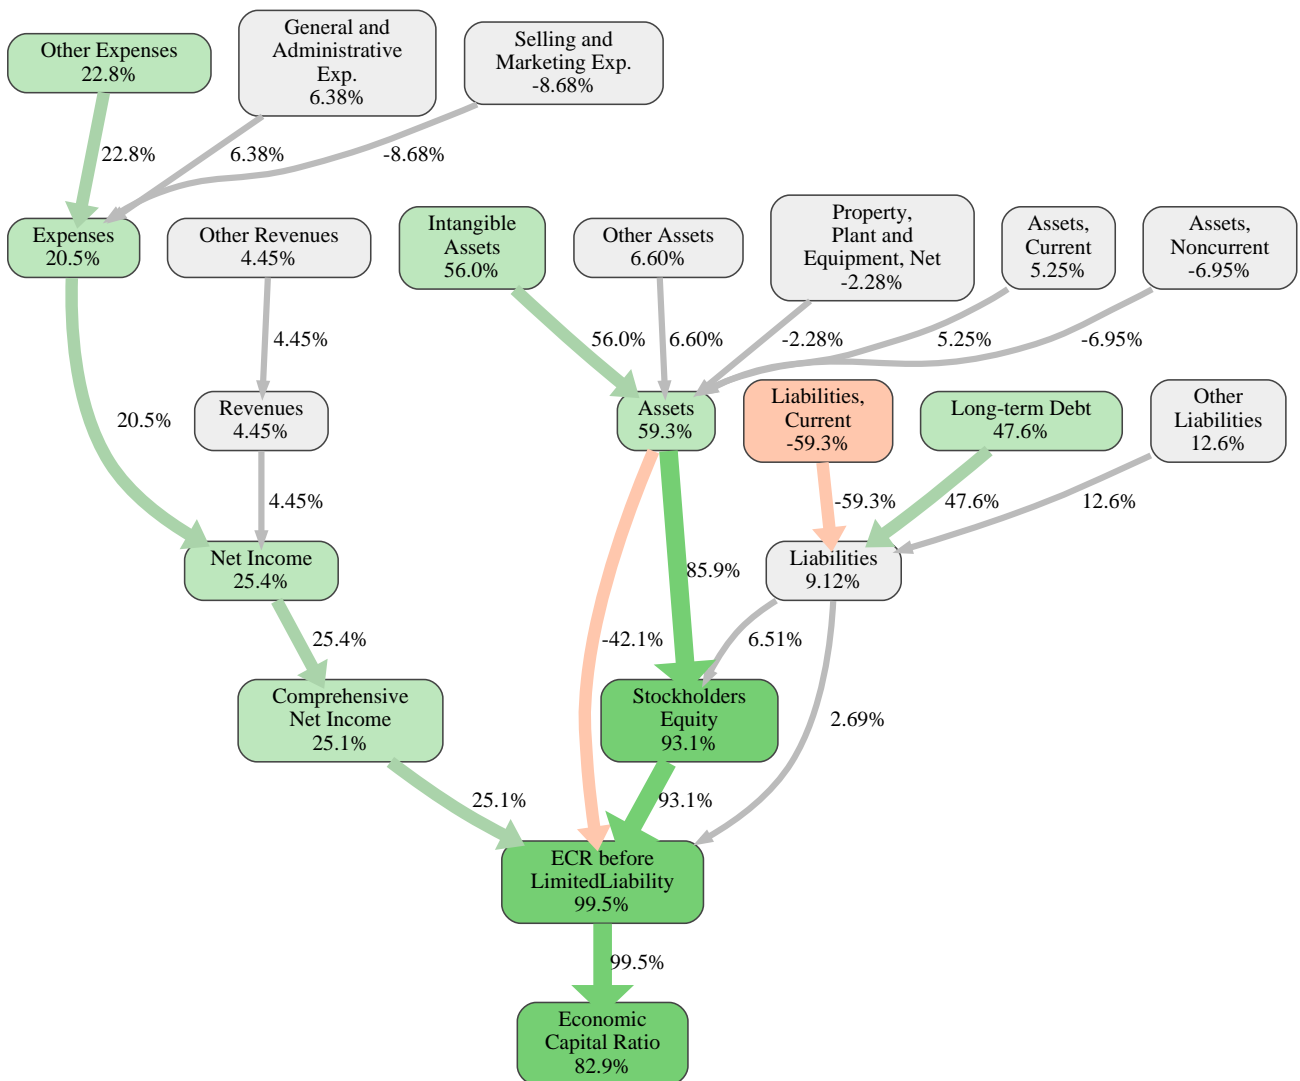 Other Expenses
22.8%
General and
Administrative
Exp.
6.38%
Selling and
Marketing Exp.
-8.68%
22.8%
6.38%
-8.68%
Expenses
20.5%
Other Revenues
4.45%
Intangible
Assets
56.0%
Other Assets
6.60%
Property,
Plant and
Equipment, Net
-2.28%
Assets,
Current
5.25%
Assets,
Noncurrent
-6.95%
4.45%
56.0%
6.60%
-2.28%
5.25%
-6.95%
20.5%
Revenues
4.45%
Assets
59.3%
Liabilities,
Current
-59.3%
Long-term Debt
47.6%
Other
Liabilities
12.6%
4.45%
-59.3%
47.6%
12.6%
Net Income
25.4%
85.9%
Liabilities
9.12%
25.4%
-42.1%
6.51%
Comprehensive
Net Income
25.1%
Stockholders
Equity
93.1%
2.69%
25.1%
93.1%
ECR before
LimitedLiability
99.5%
99.5%
Economic
Capital Ratio
82.9%